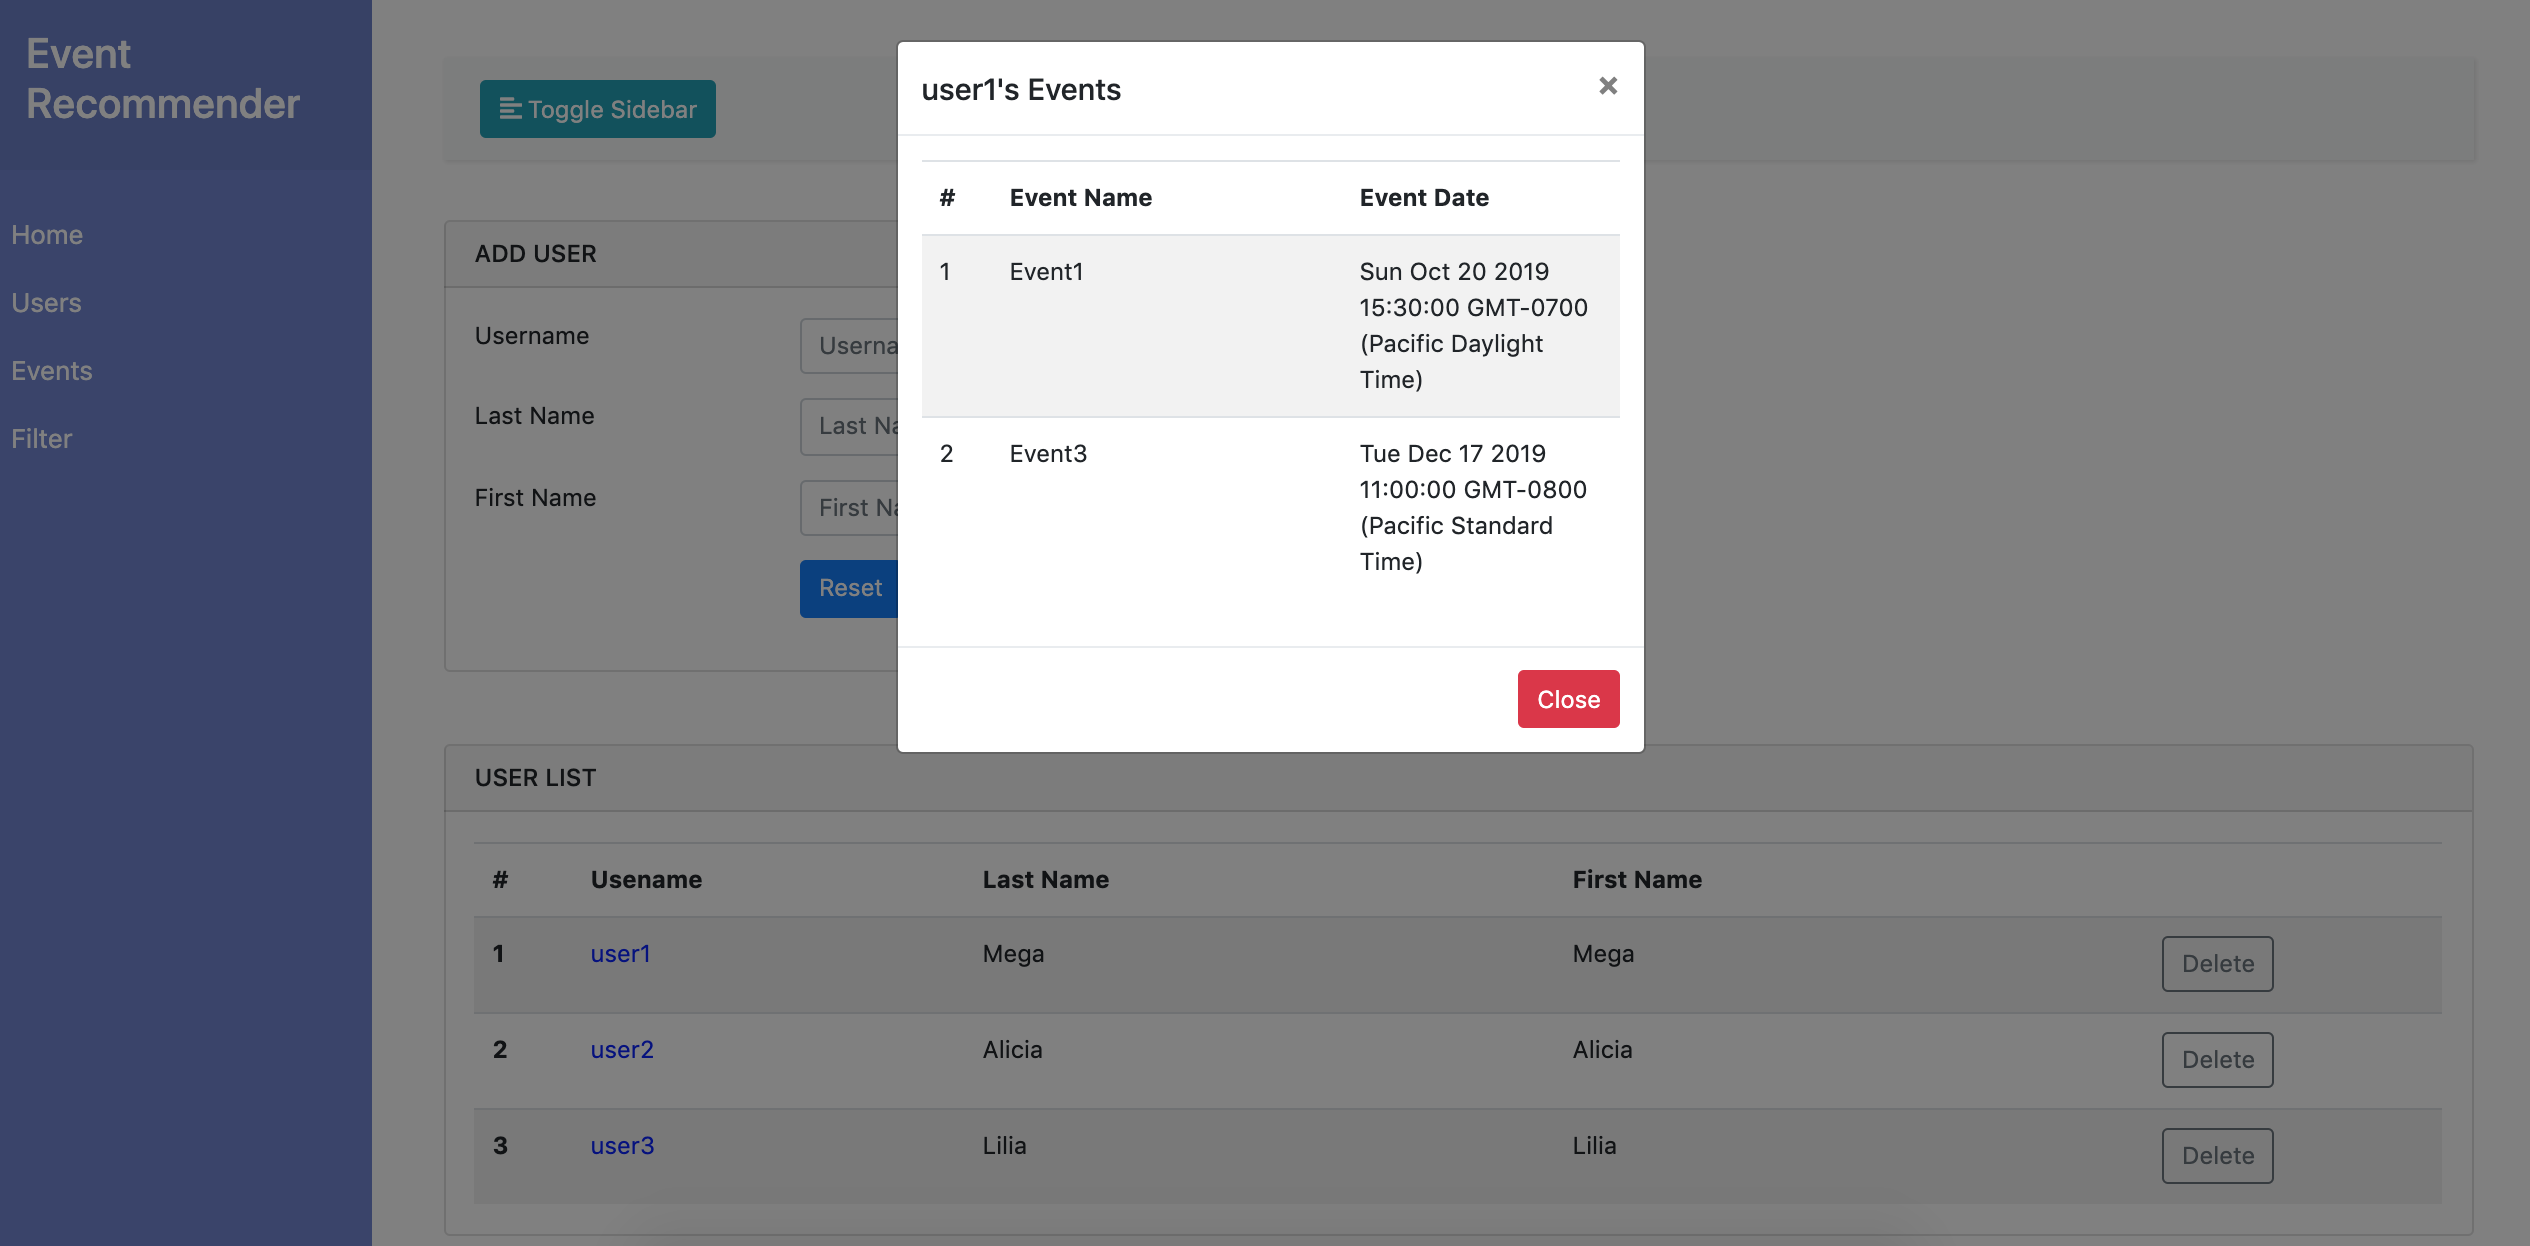 Event
Recommender
Home
Users
Events
Filter
Toggle Sidebar
ADD USER
Username
Userna
Last Name
Last Na
First Name
First Na
Reset
user1's Events
×
# Event Name Event Date
1 Event1 Sun Oct 20 2019
15:30:00 GMT-0700
(Pacific Daylight
Time)
2 Event3 Tue Dec 17 2019
11:00:00 GMT-0800
(Pacific Standard
Time)
Close
USER LIST
# Usename Last Name First Name
1 user1 Mega Mega Delete
2 user2 Alicia Alicia Delete
3 user3 Lilia Lilia Delete